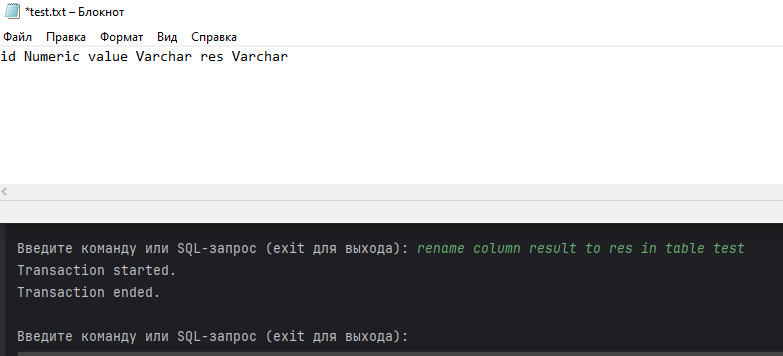 *test.txt – Блокнот
Файл Правка Формат Вид Справка
id Numeric value Varchar res Varchar
Введите команду или SQL-запрос (exit для выхода): rename column result to res in table test
Transaction started.
Transaction ended.
Введите команду или SQL-запрос (exit для выхода):